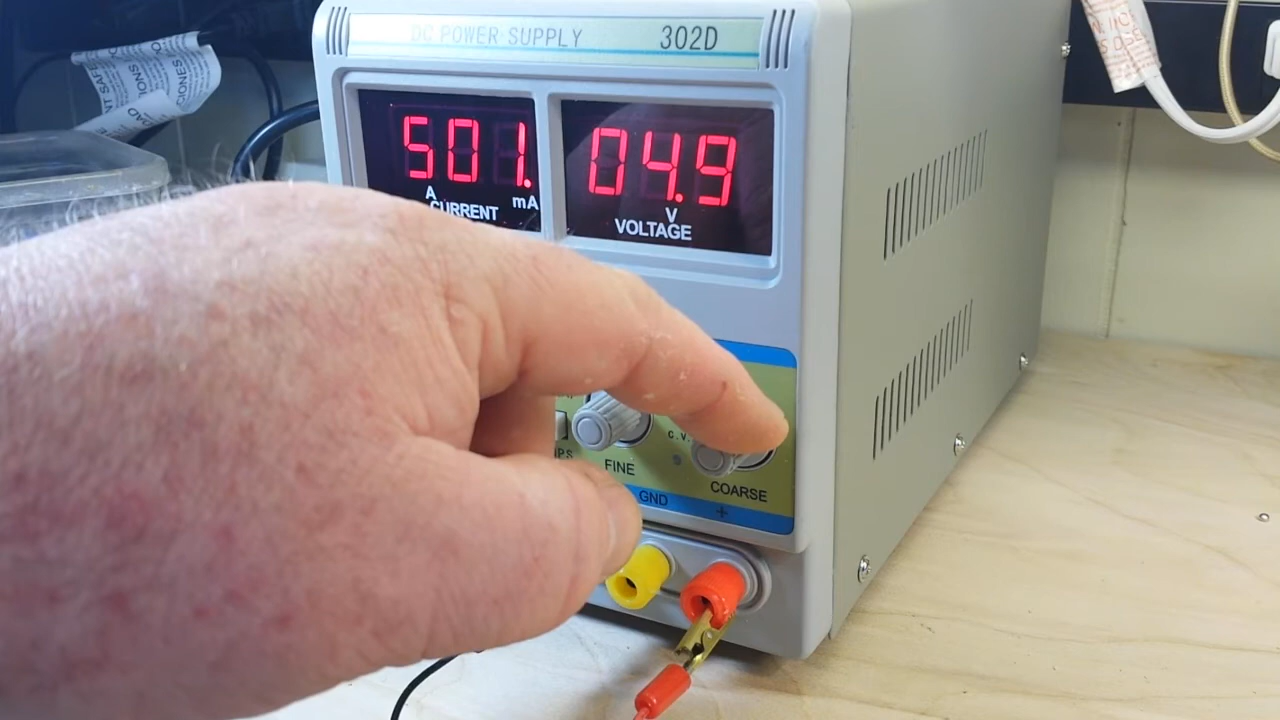 DC POWER SUPPLY 302D
501. 04.9
A mA V
CURRENT VOLTAGE
C.V.
FINE
COARSE
GND +